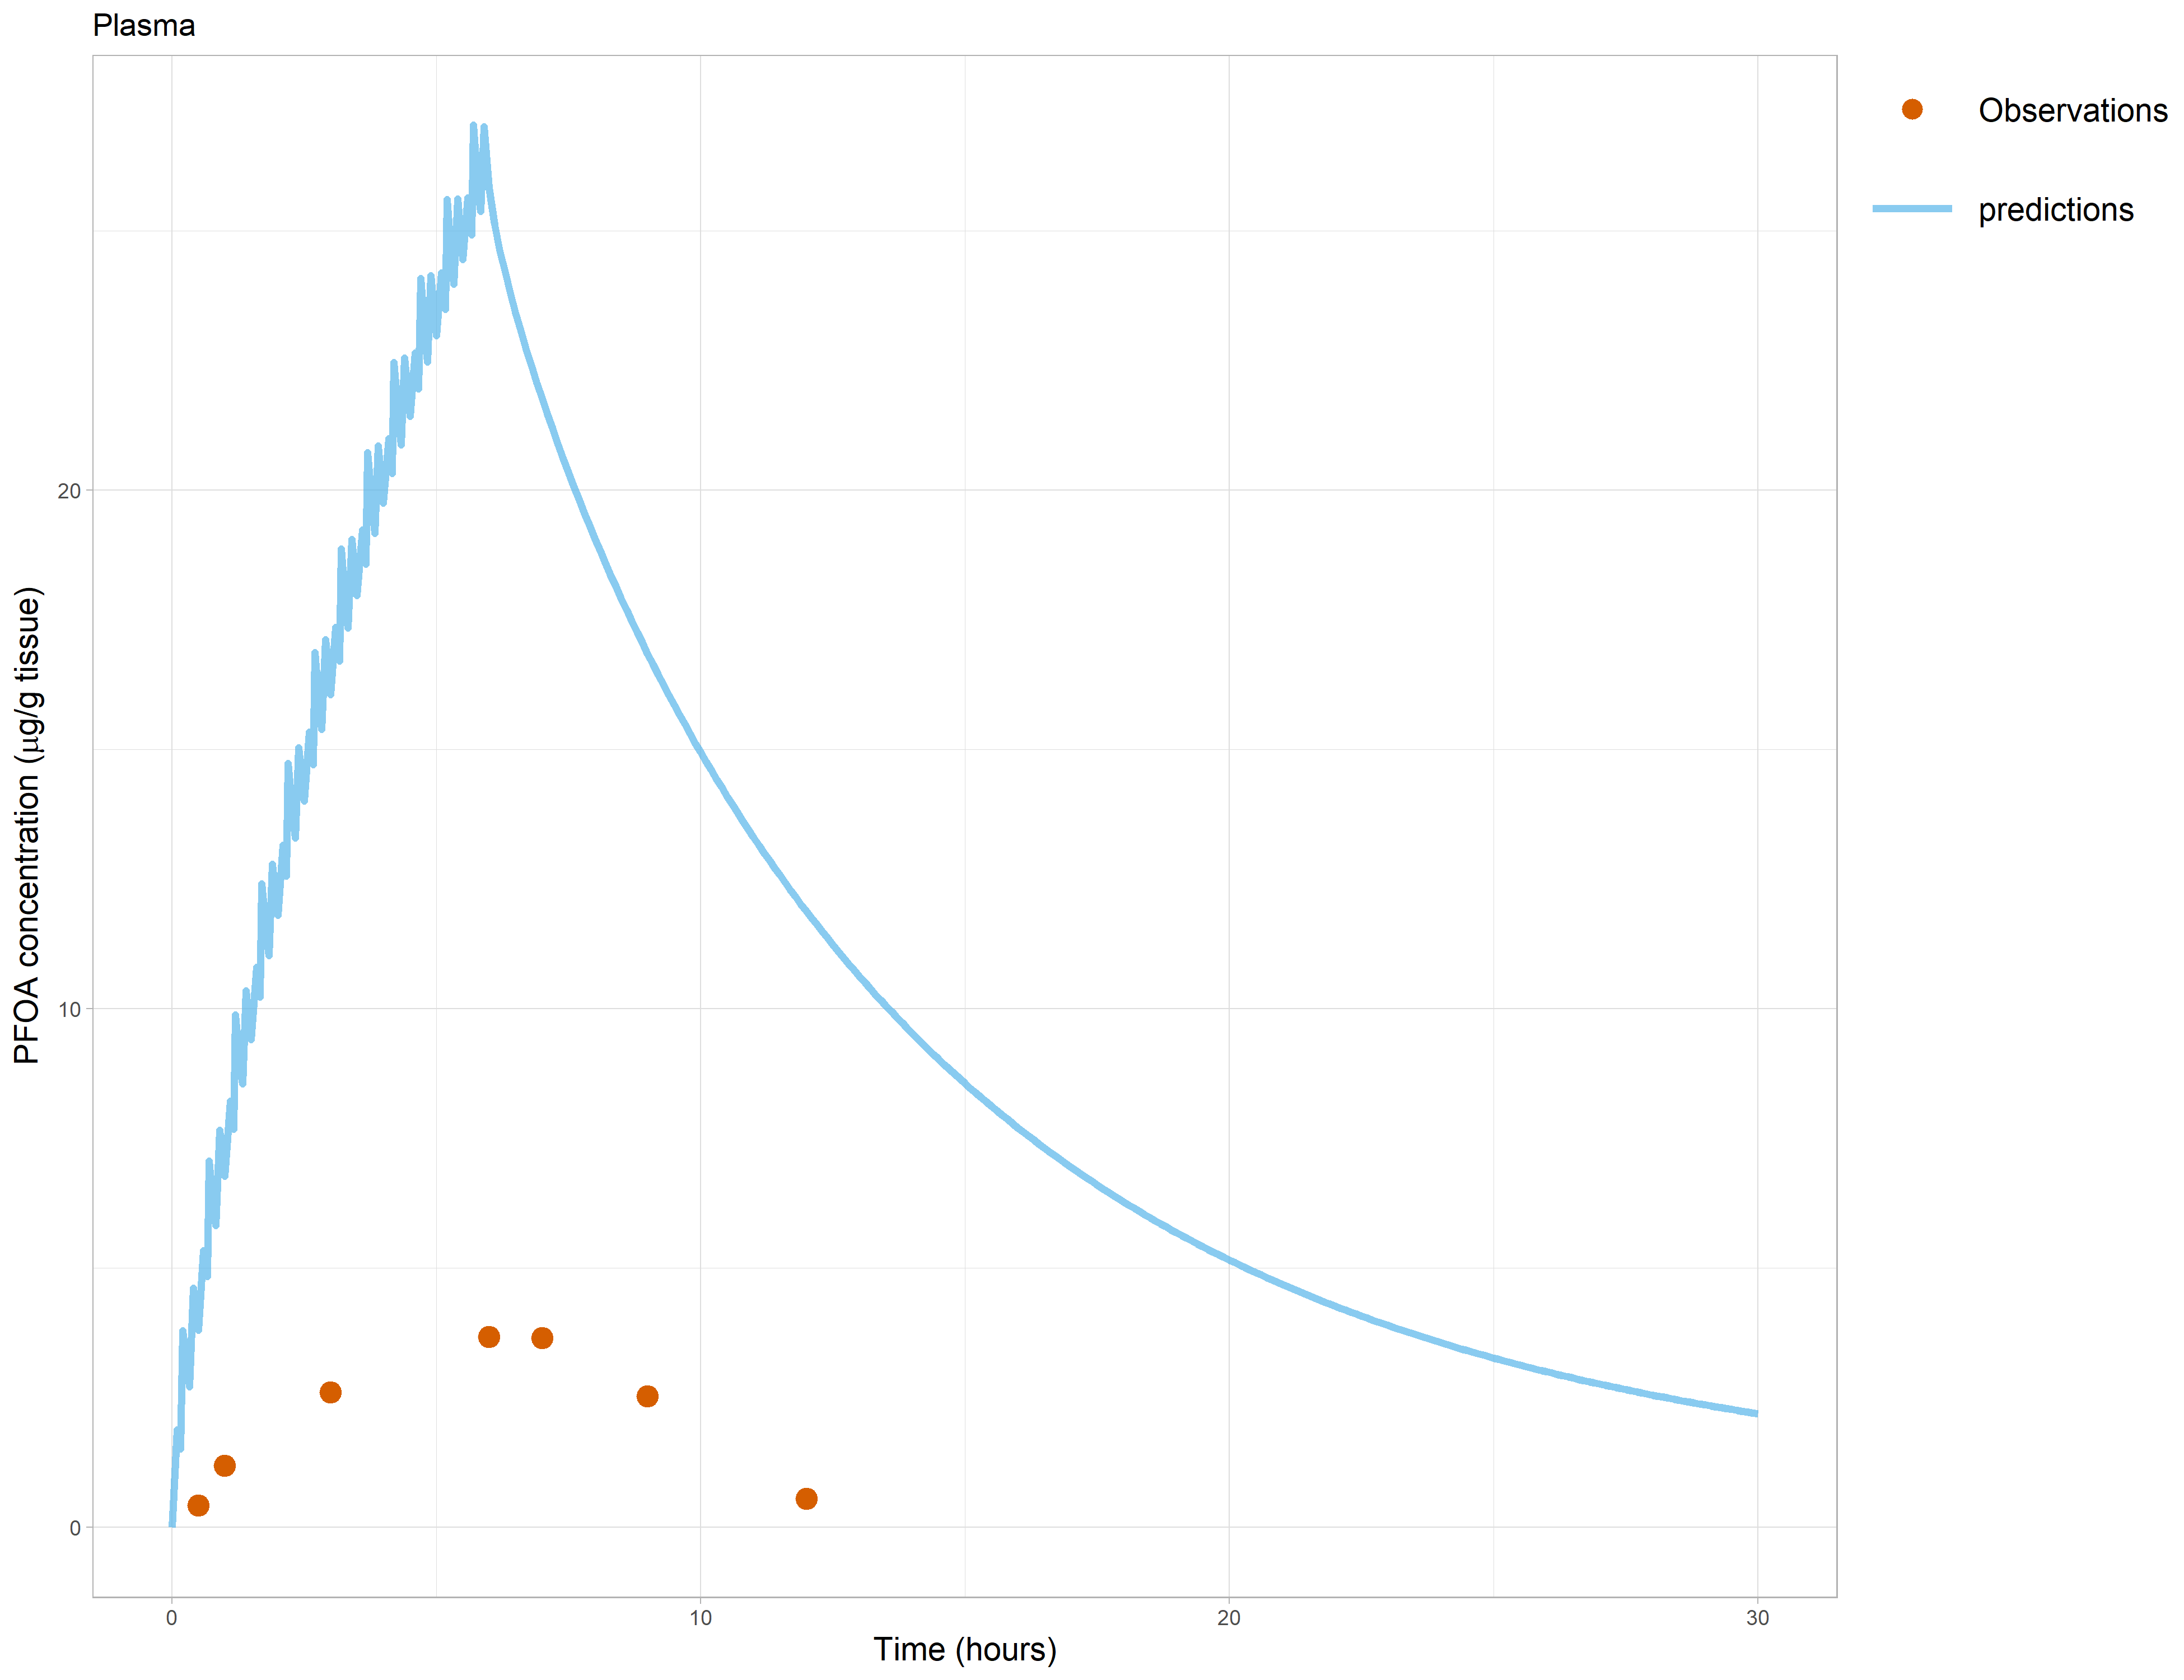 Plasma
Observations
predictions
PFOA concentration (μg/g tissue)
20
10
0
0 10 20 30
Time (hours)